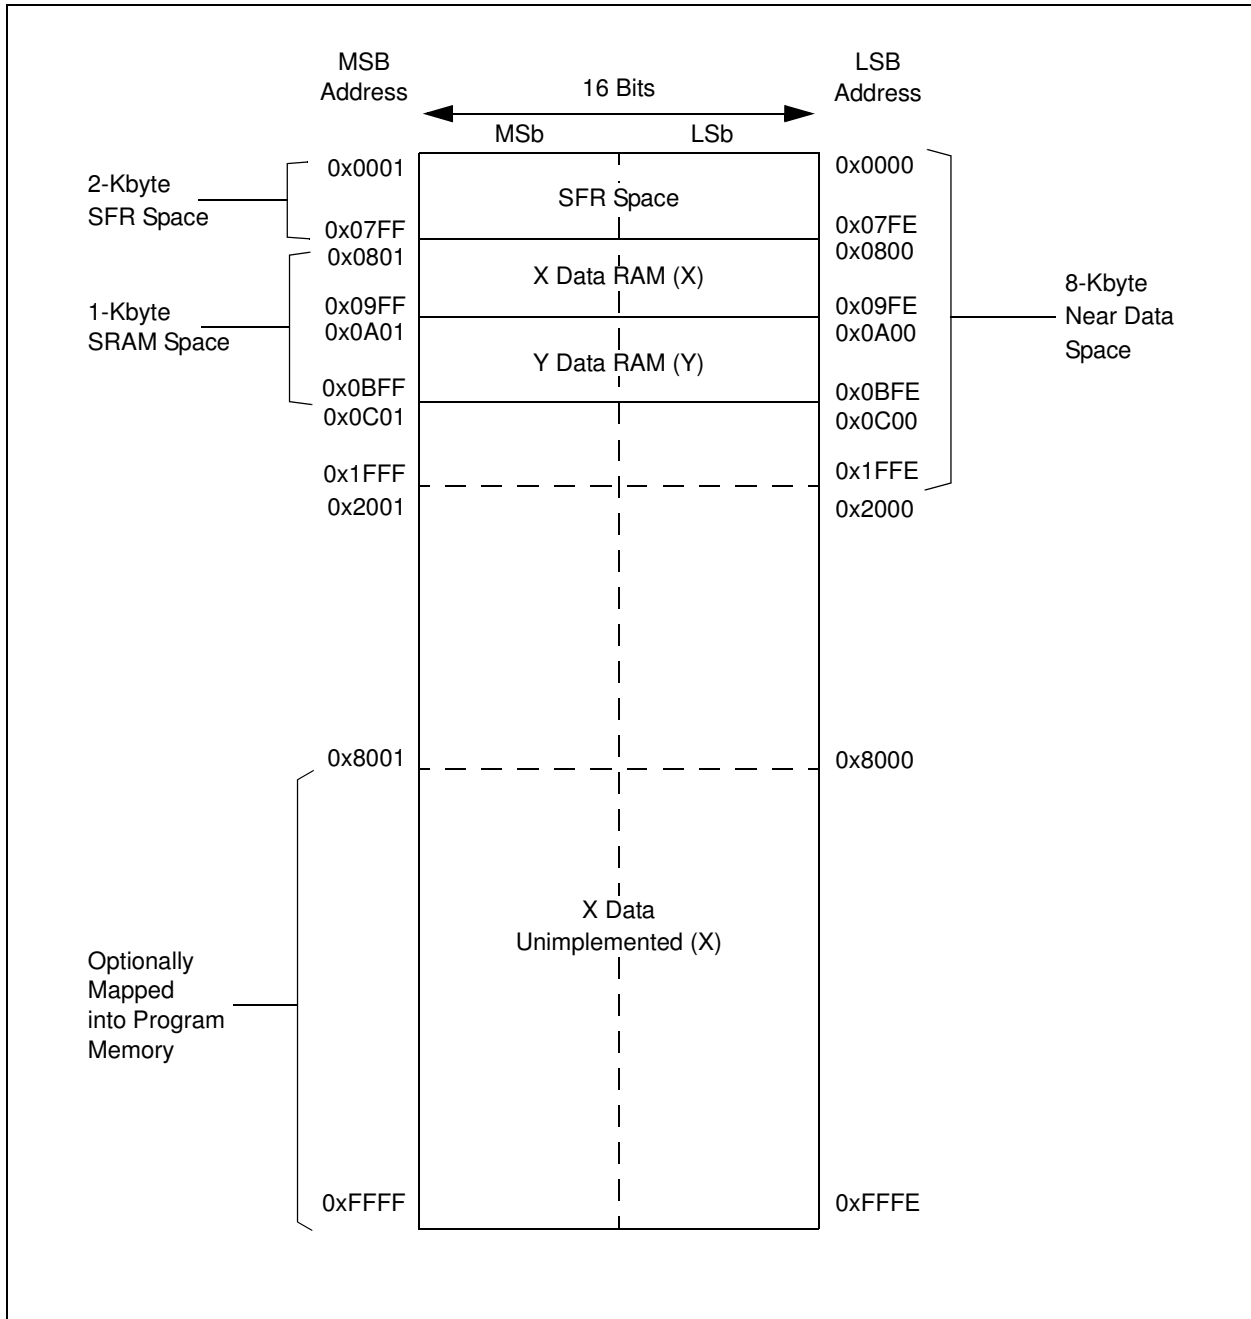 MSB
Address
16 Bits
LSB
Address
MSb
LSb
0x0001
0x0000
2-Kbyte
SFR Space
SFR Space
0x07FF
0x07FE
0x0801
0x0800
X Data RAM (X)
1-Kbyte
SRAM Space
0x09FF
0x09FE
0x0A01
0x0A00
8-Kbyte
Near Data
Space
Y Data RAM (Y)
0x0BFF
0x0BFE
0x0C01
0x0C00
0x1FFF
0x1FFE
0x2001
0x2000
0x8001
0x8000
X Data
Unimplemented (X)
Optionally
Mapped
into Program
Memory
0xFFFF
0xFFFE